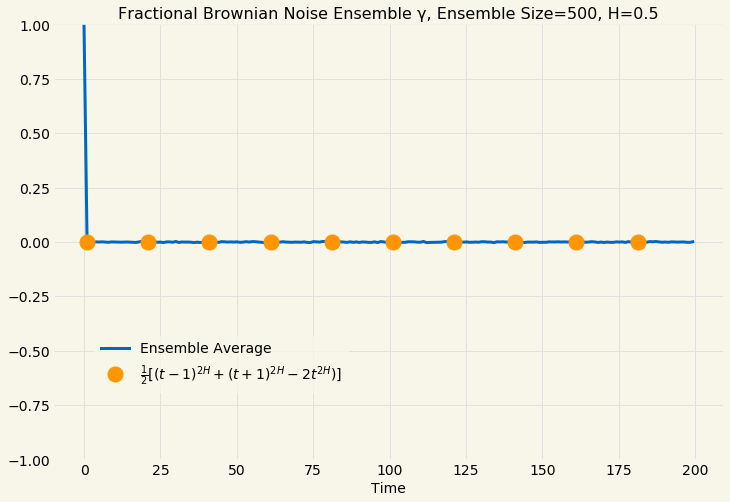 Fractional Brownian Noise Ensemble γ, Ensemble Size=500, H=0.5
1.00
0.75
0.50
0.25
0.00
−0.25
−0.50
−0.75
−1.00
Ensemble Average
$\frac{1}{2}[(t-1)^{2H}+(t+1)^{2H}-2t^{2H})]$
0 25 50 75 100 125 150 175 200
Time